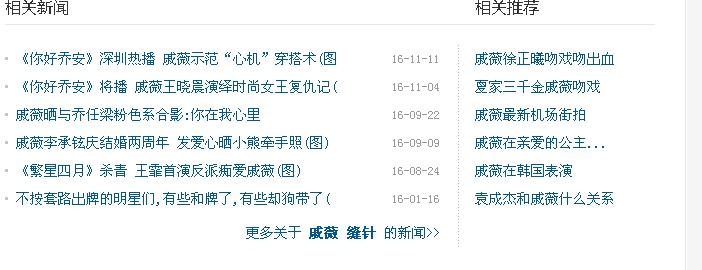 相关新闻
《你好乔安》深圳热播 戚薇示范“心机”穿搭术(图 16-11-11
《你好乔安》将播 戚薇王晓晨演绎时尚女王复仇记( 16-11-04
戚薇晒与乔任梁粉色系合影:你在我心里 16-09-22
戚薇李承铉庆结婚两周年 发爱心晒小熊牵手照(图) 16-09-09
《繁星四月》杀青 王霏首演反派痴爱戚薇(图) 16-08-24
不按套路出牌的明星们,有些和牌了,有些却狗带了( 16-01-16
更多关于 戚薇 缝针 的新闻>>
相关推荐
戚薇徐正曦吻戏吻出血
夏家三千金戚薇吻戏
戚薇最新机场街拍
戚薇在亲爱的公主...
戚薇在韩国表演
袁成杰和戚薇什么关系